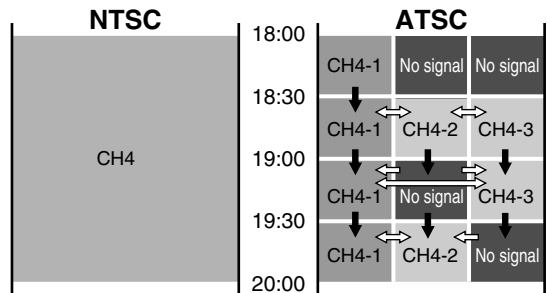 NTSC ATSC
18:00
CH4-1 No signal No signal
18:30
CH4-1 CH4-2 CH4-3
CH4 19:00
CH4-1 No signal CH4-3
19:30
CH4-1 CH4-2 No signal
20:00